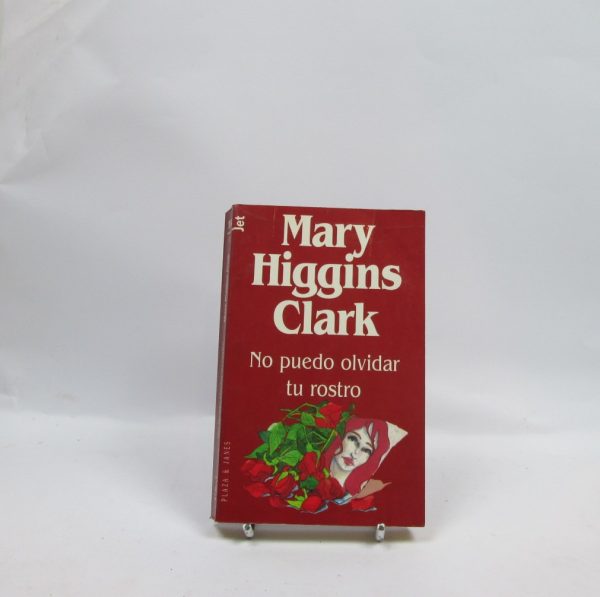 Jet
Mary
Higgins
Clark
No puedo olvidar
tu rostro
PLAZA & JANES